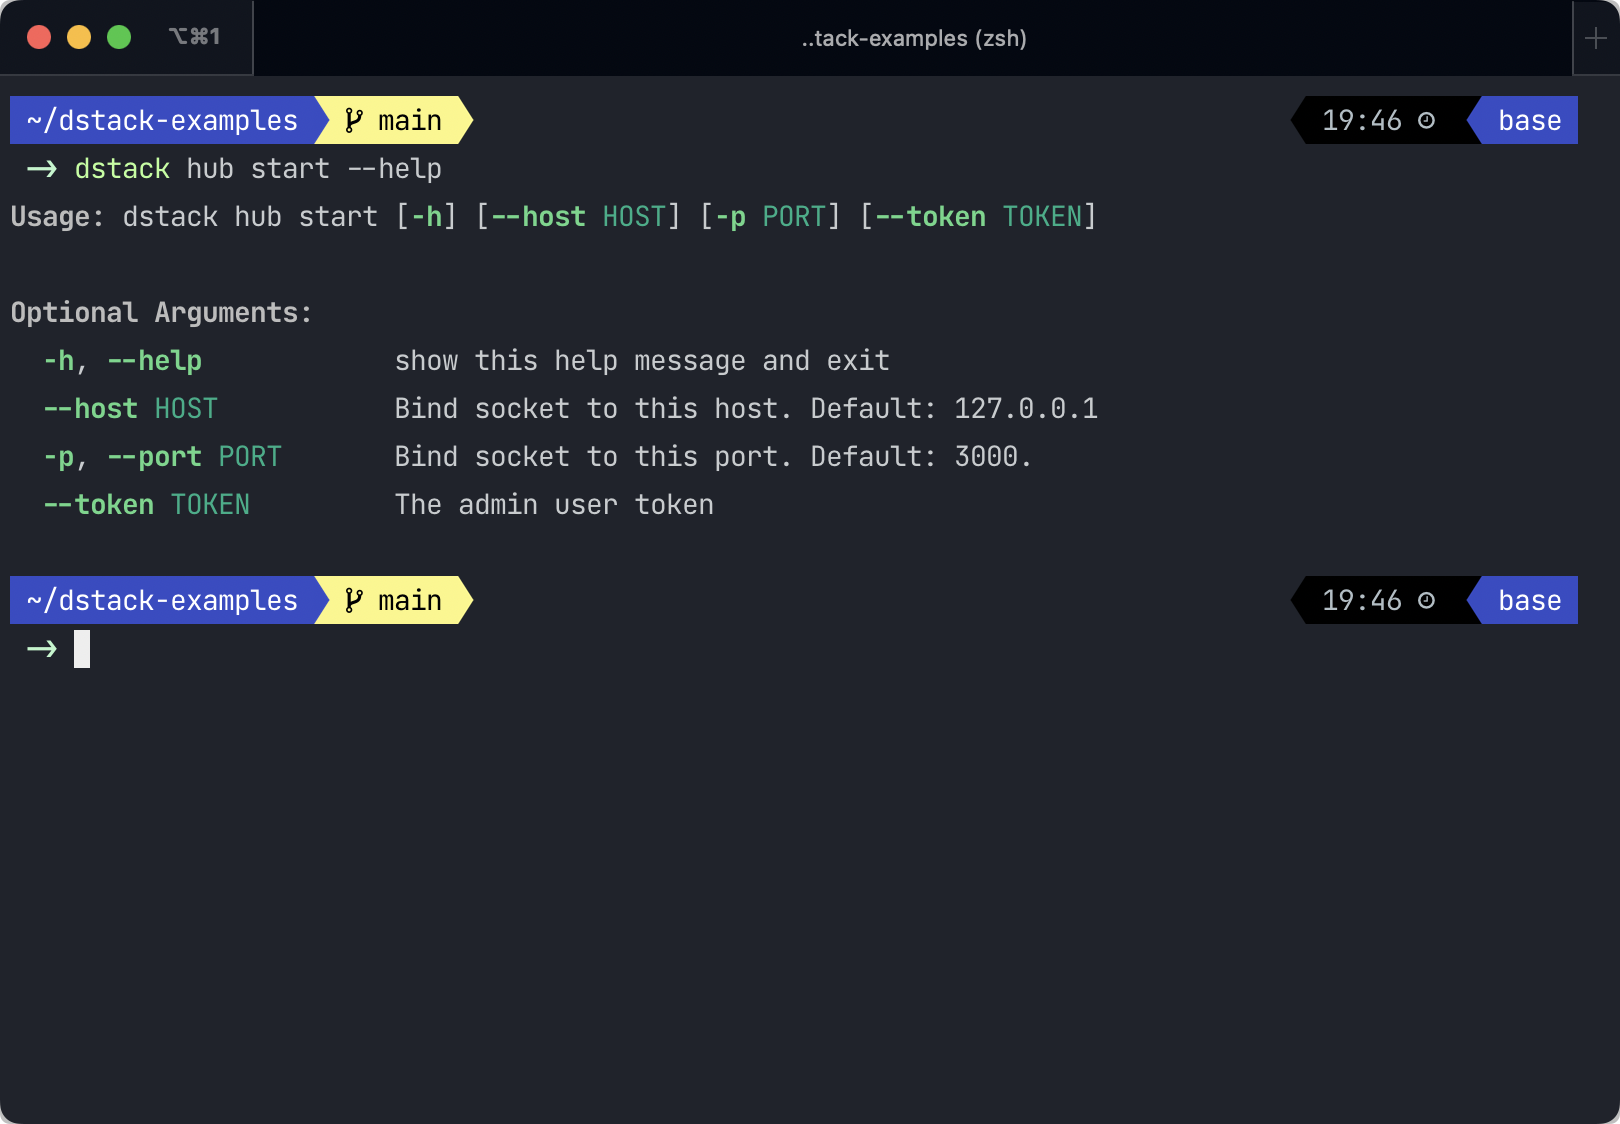 ⌥⌘1 ..tack-examples (zsh)
~/dstack-examples main 19:46 base
→ dstack hub start --help
Usage: dstack hub start [-h] [--host HOST] [-p PORT] [--token TOKEN]
Optional Arguments:
-h, --help show this help message and exit
--host HOST Bind socket to this host. Default: 127.0.0.1
-p, --port PORT Bind socket to this port. Default: 3000.
--token TOKEN The admin user token
~/dstack-examples main 19:46 base
→